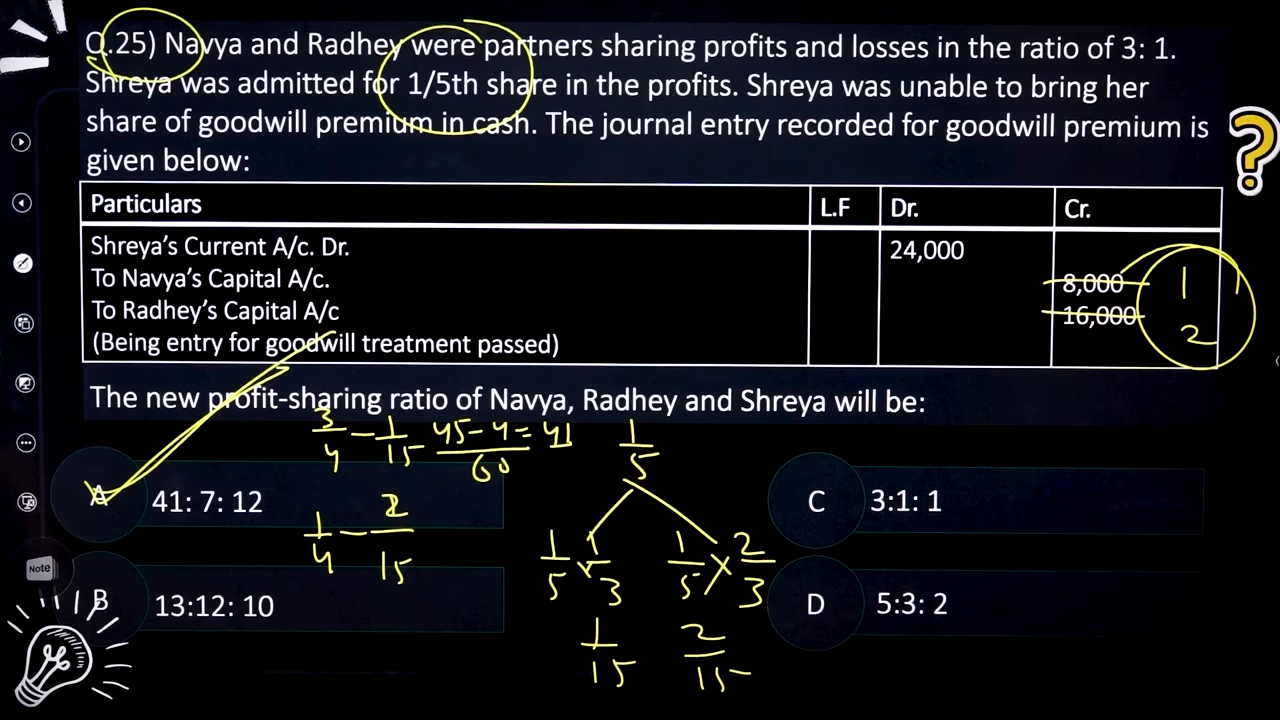 Q.25) Navya and Radhey were partners sharing profits and losses in the ratio of 3: 1.
Shreya was admitted for 1/5th share in the profits. Shreya was unable to bring her
share of goodwill premium in cash. The journal entry recorded for goodwill premium is
given below:
Particulars L.F Dr. Cr.
Shreya's Current A/c. Dr. 24,000
To Navya's Capital A/c. 8,000 1
To Radhey's Capital A/c 16,000 2
(Being entry for goodwill treatment passed)
The new profit-sharing ratio of Navya, Radhey and Shreya will be:
3/4 - 1/15 45-4=41/60
1/5
A 41: 7: 12
C 3:1: 1
1/4 - 2/15
1/5 × 1/3 1/5 × 2/3
B 13:12: 10
D 5:3: 2
1/15 2/15
Note
?